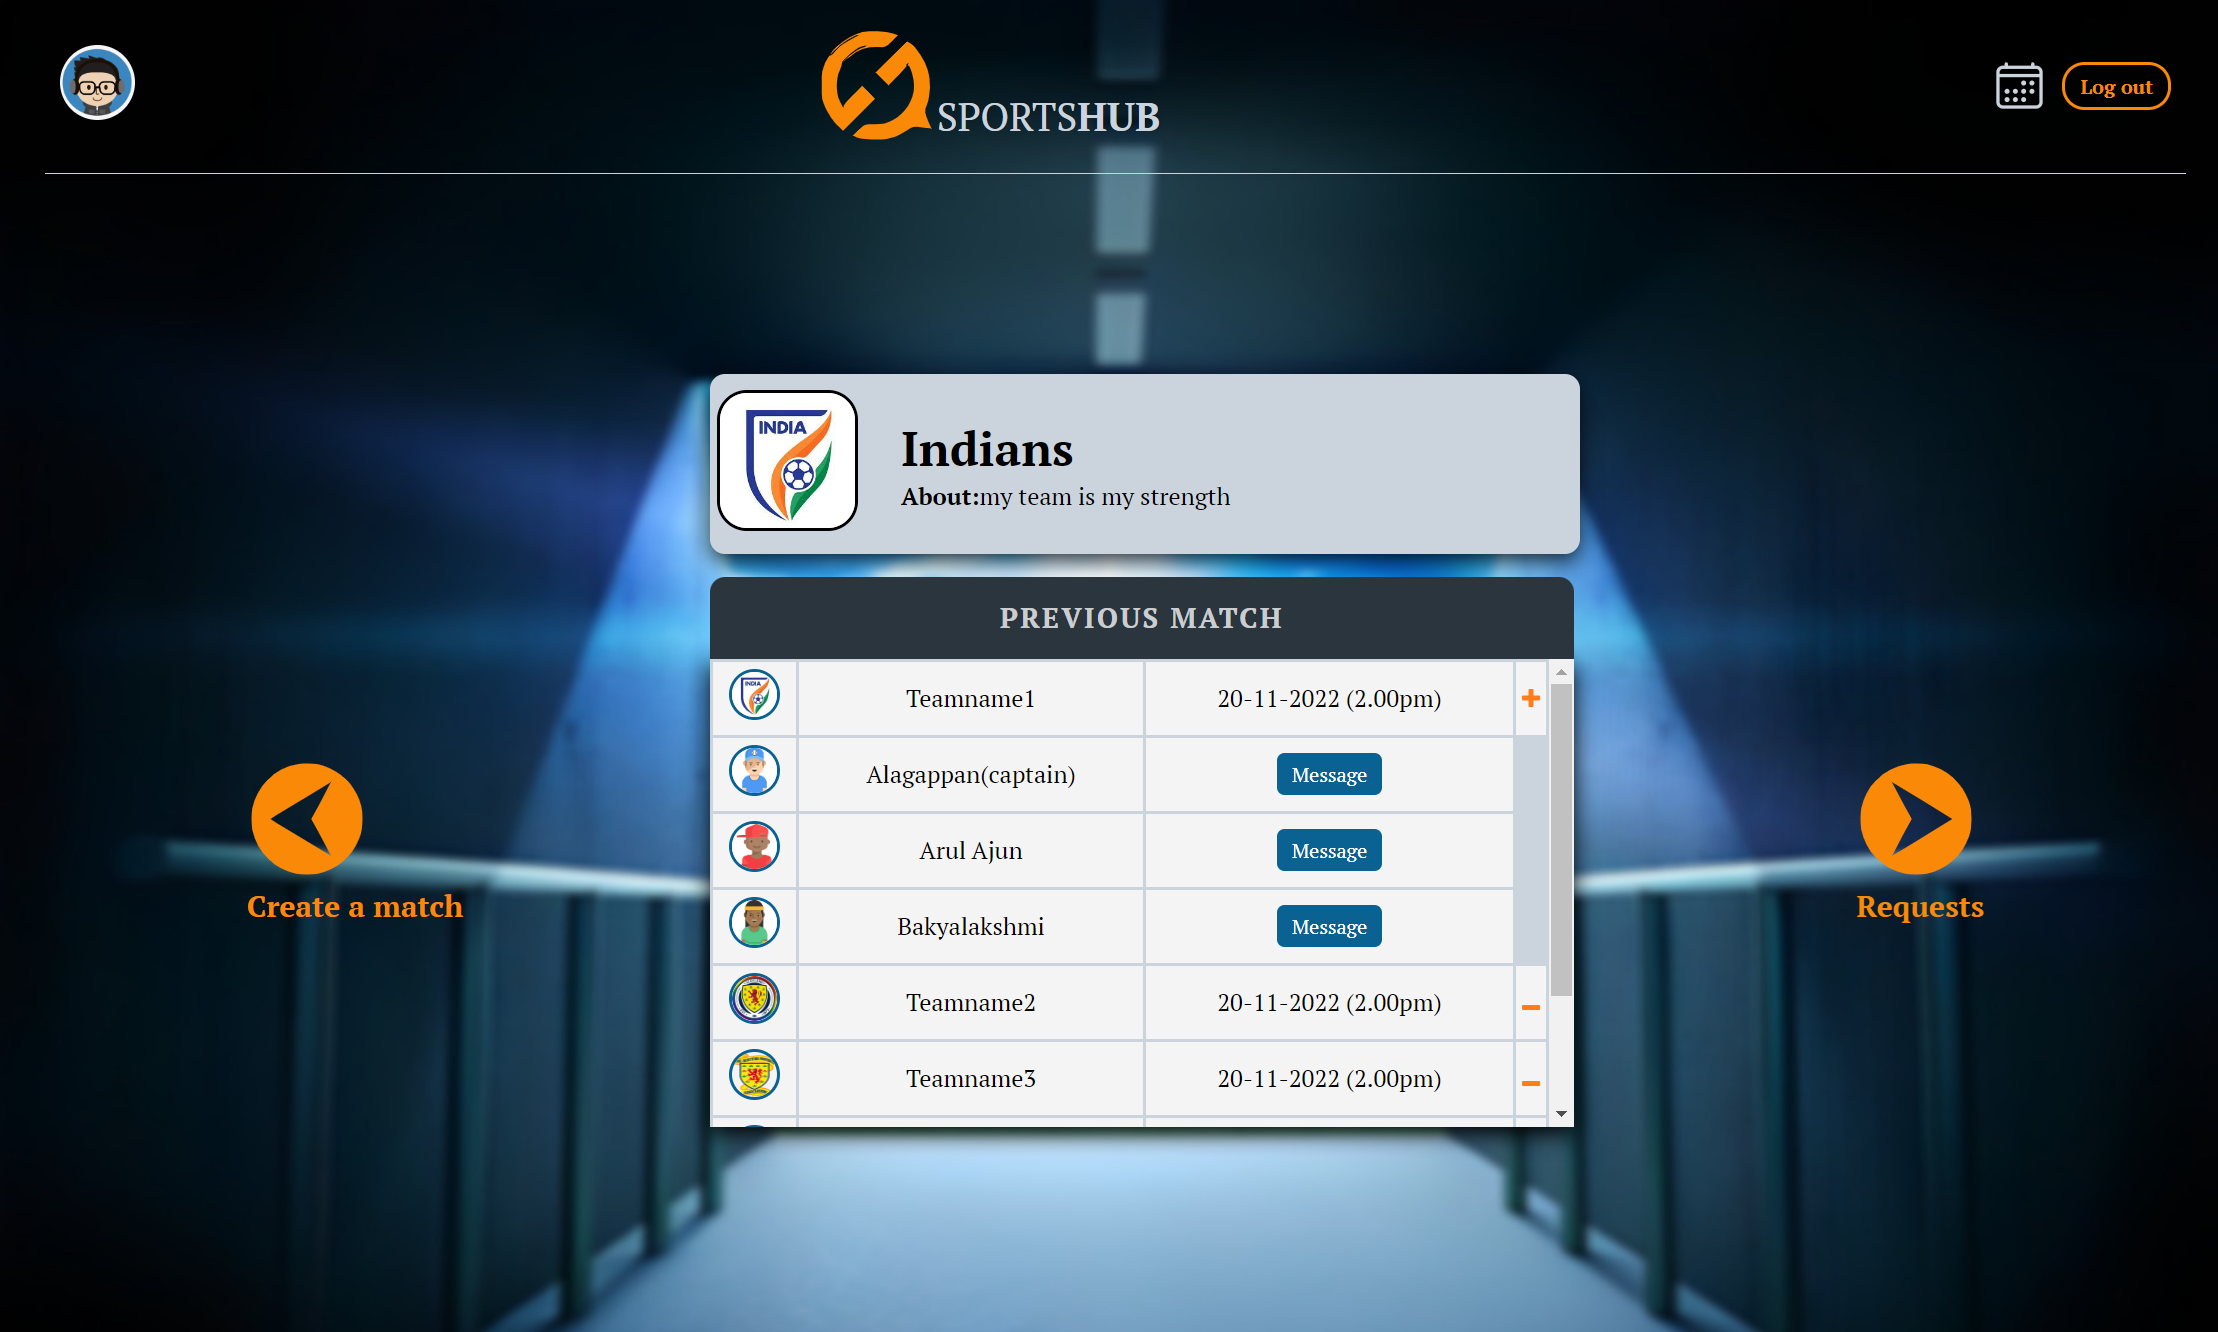 SPORTSHUB
Log out
INDIA
Indians
About:my team is my strength
PREVIOUS MATCH
INDIA
Teamname1
20-11-2022 (2.00pm)
Alagappan(captain)
Message
Arul Ajun
Message
Bakyalakshmi
Message
Teamname2
20-11-2022 (2.00pm)
Teamname3
20-11-2022 (2.00pm)
Create a match
Requests